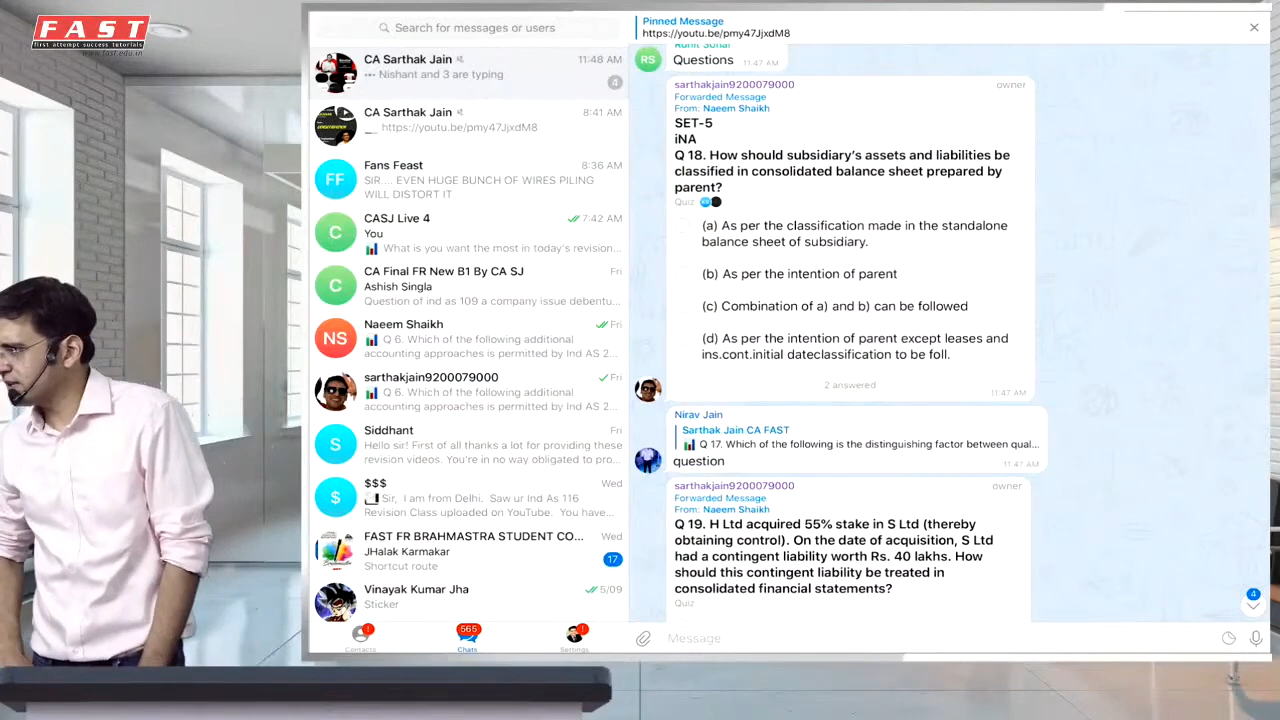 FAST
first attempt success tutorials
www.fast.edu.in
Search for messages or users
CA Sarthak Jain
11:48 AM
Nishant and 3 are typing
4
CA Sarthak Jain
8:41 AM
https://youtu.be/pmy47JjxdM8
FF
Fans Feast
8:36 AM
SIR.... EVEN HUGE BUNCH OF WIRES PILING
WILL DISTORT IT
C
CASJ Live 4
7:42 AM
You
What is you want the most in today's revision...
C
CA Final FR New B1 By CA SJ
Fri
Ashish Singla
Question of ind as 109 a company issue debentu...
NS
Naeem Shaikh
Fri
Q 6. Which of the following additional
accounting approaches is permitted by Ind AS 2...
sarthakjain9200079000
Fri
Q 6. Which of the following additional
accounting approaches is permitted by Ind AS 2...
S
Siddhant
Fri
Hello sir! First of all thanks a lot for providing these
revision videos. You're in no way obligated to pro...
$
$$$
Wed
Sir, I am from Delhi. Saw ur Ind As 116
Revision Class uploaded on YouTube. You have...
FAST FR BRAHMASTRA STUDENT CO...
Wed
JHalak Karmakar
Shortcut route
17
Vinayak Kumar Jha
5/09
Sticker
Contacts
565
Chats
Settings
Pinned Message
https://youtu.be/pmy47JjxdM8
RS
Questions
11:47 AM
sarthakjain9200079000
owner
Forwarded Message
From: Naeem Shaikh
SET-5
iNA
Q 18. How should subsidiary's assets and liabilities be
classified in consolidated balance sheet prepared by
parent?
Quiz
(a) As per the classification made in the standalone
balance sheet of subsidiary.
(b) As per the intention of parent
(c) Combination of a) and b) can be followed
(d) As per the intention of parent except leases and
ins.cont.initial dateclassification to be foll.
2 answered
11:47 AM
Nirav Jain
Sarthak Jain CA FAST
Q 17. Which of the following is the distinguishing factor between qual...
question
11:47 AM
sarthakjain9200079000
owner
Forwarded Message
From: Naeem Shaikh
Q 19. H Ltd acquired 55% stake in S Ltd (thereby
obtaining control). On the date of acquisition, S Ltd
had a contingent liability worth Rs. 40 lakhs. How
should this contingent liability be treated in
consolidated financial statements?
Quiz
4
Message